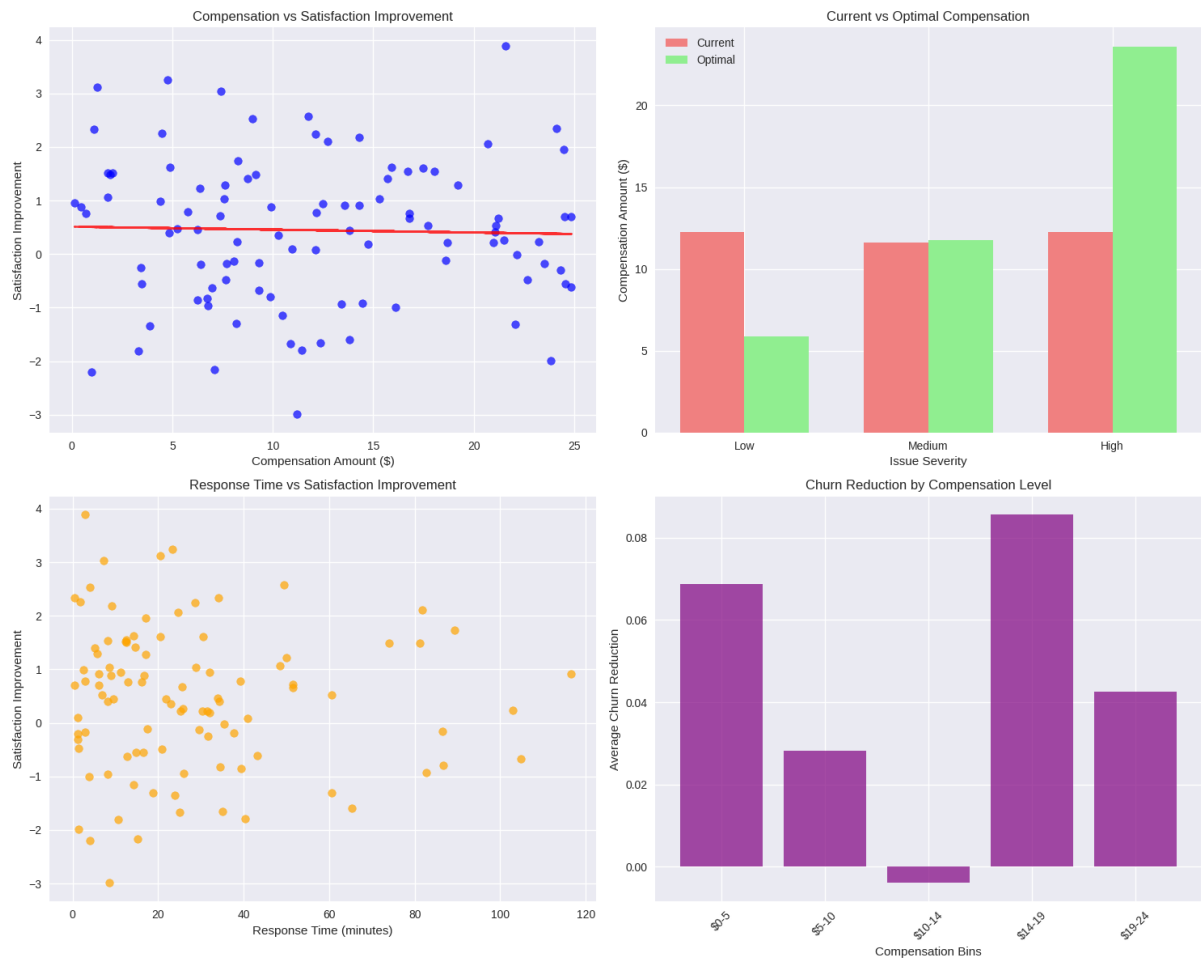 Compensation vs Satisfaction Improvement
4
3
2
1
0
−1
−2
−3
Satisfaction Improvement
0 5 10 15 20 25
Compensation Amount ($)
Current vs Optimal Compensation
Current
Optimal
20
15
10
5
0
Compensation Amount ($)
Low Medium High
Issue Severity
Response Time vs Satisfaction Improvement
4
3
2
1
0
−1
−2
−3
Satisfaction Improvement
0 20 40 60 80 100 120
Response Time (minutes)
Churn Reduction by Compensation Level
0.08
0.06
0.04
0.02
0.00
Average Churn Reduction
$0-5 $5-10 $10-14 $14-19 $19-24
Compensation Bins